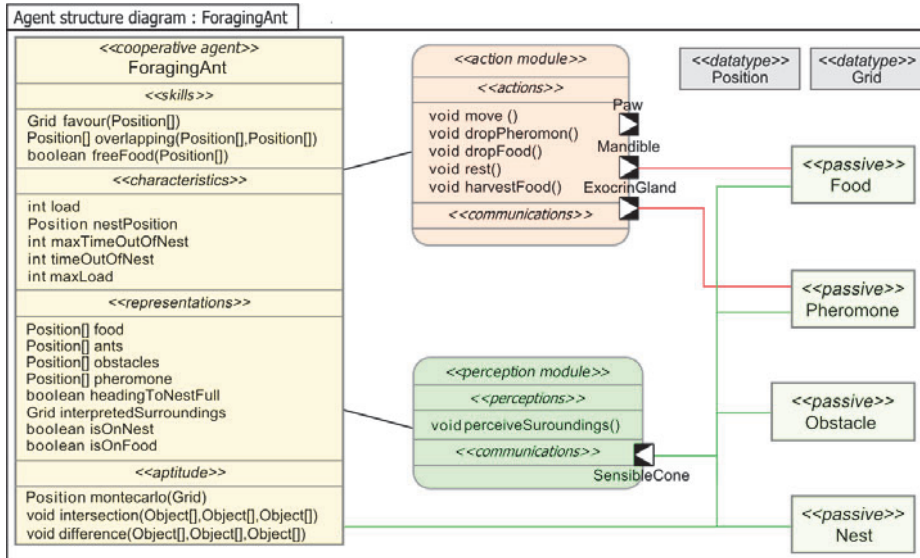 Agent structure diagram : ForagingAnt
<<cooperative agent>>
ForagingAnt
<<skills>>
Grid favour(Position[])
Position[] overlapping(Position[],Position[])
boolean freeFood(Position[])
<<characteristics>>
int load
Position nestPosition
int maxTimeOutOfNest
int timeOutOfNest
int maxLoad
<<representations>>
Position[] food
Position[] ants
Position[] obstacles
Position[] pheromone
boolean headingToNestFull
Grid interpretedSurroundings
boolean isOnNest
boolean isOnFood
<<aptitude>>
Position montecarlo(Grid)
void intersection(Object[],Object[],Object[])
void difference(Object[],Object[],Object[])
<<action module>>
<<actions>>
void move ()
void dropPheromon()
void dropFood()
void rest()
void harvestFood()
<<communications>>
Paw
Mandible
ExocrinGland
<<perception module>>
<<perceptions>>
void perceiveSuroundings()
<<communications>>
SensibleCone
<<datatype>>
Position
<<datatype>>
Grid
<<passive>>
Food
<<passive>>
Pheromone
<<passive>>
Obstacle
<<passive>>
Nest